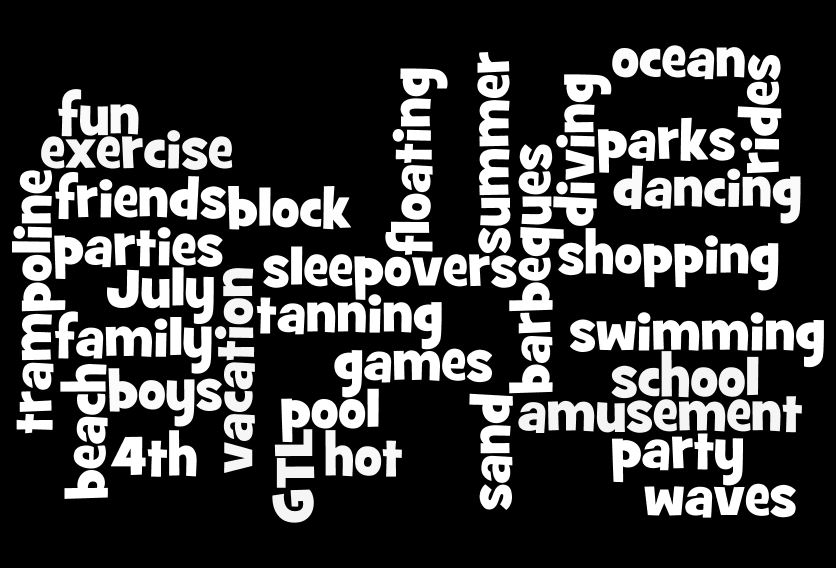 ocean
rides
floating
summer
diving
fun
exercise
parks
dancing
barbeques
trampoline
friends
block
parties
shopping
sleepovers
July
vacation
tanning
family
swimming
games
school
beach
boys
pool
sand
amusement
4th
GTL
hot
party
waves